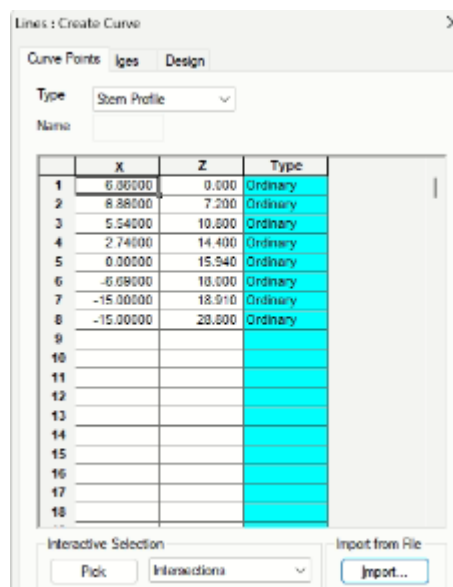 Lines : Create Curve
Curve Points Iges Design
Type Stem Profile
Name
X Z Type
1 6.86000 0.000 Ordinary
2 8.88000 7.200 Ordinary
3 5.54000 10.800 Ordinary
4 2.74000 14.400 Ordinary
5 0.00000 15.940 Ordinary
6 -6.68000 18.000 Ordinary
7 -15.00000 18.910 Ordinary
8 -15.00000 28.800 Ordinary
9
10
11
12
13
14
15
16
17
18
Interactive Selection Import from File
Pick Intersections Import...